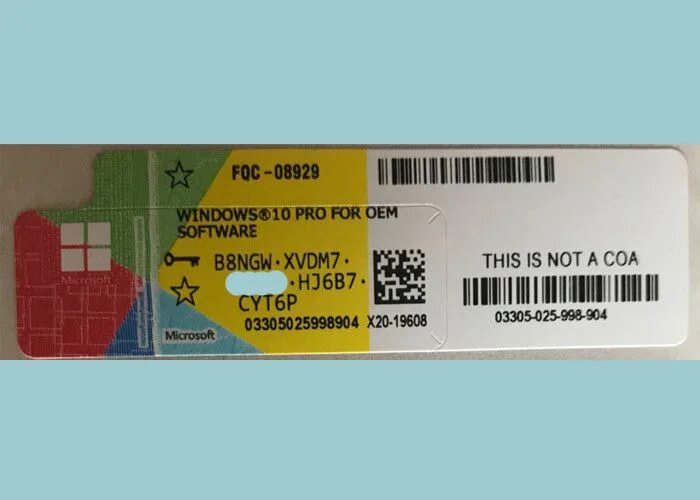 FQC-08929
WINDOWS®10 PRO FOR OEM
SOFTWARE
B8NGW·XVDM7·
·HJ6B7·
CYT6P
03305025998904 X20-19608
Microsoft
Microsoft
THIS IS NOT A COA
03305-025-998-904